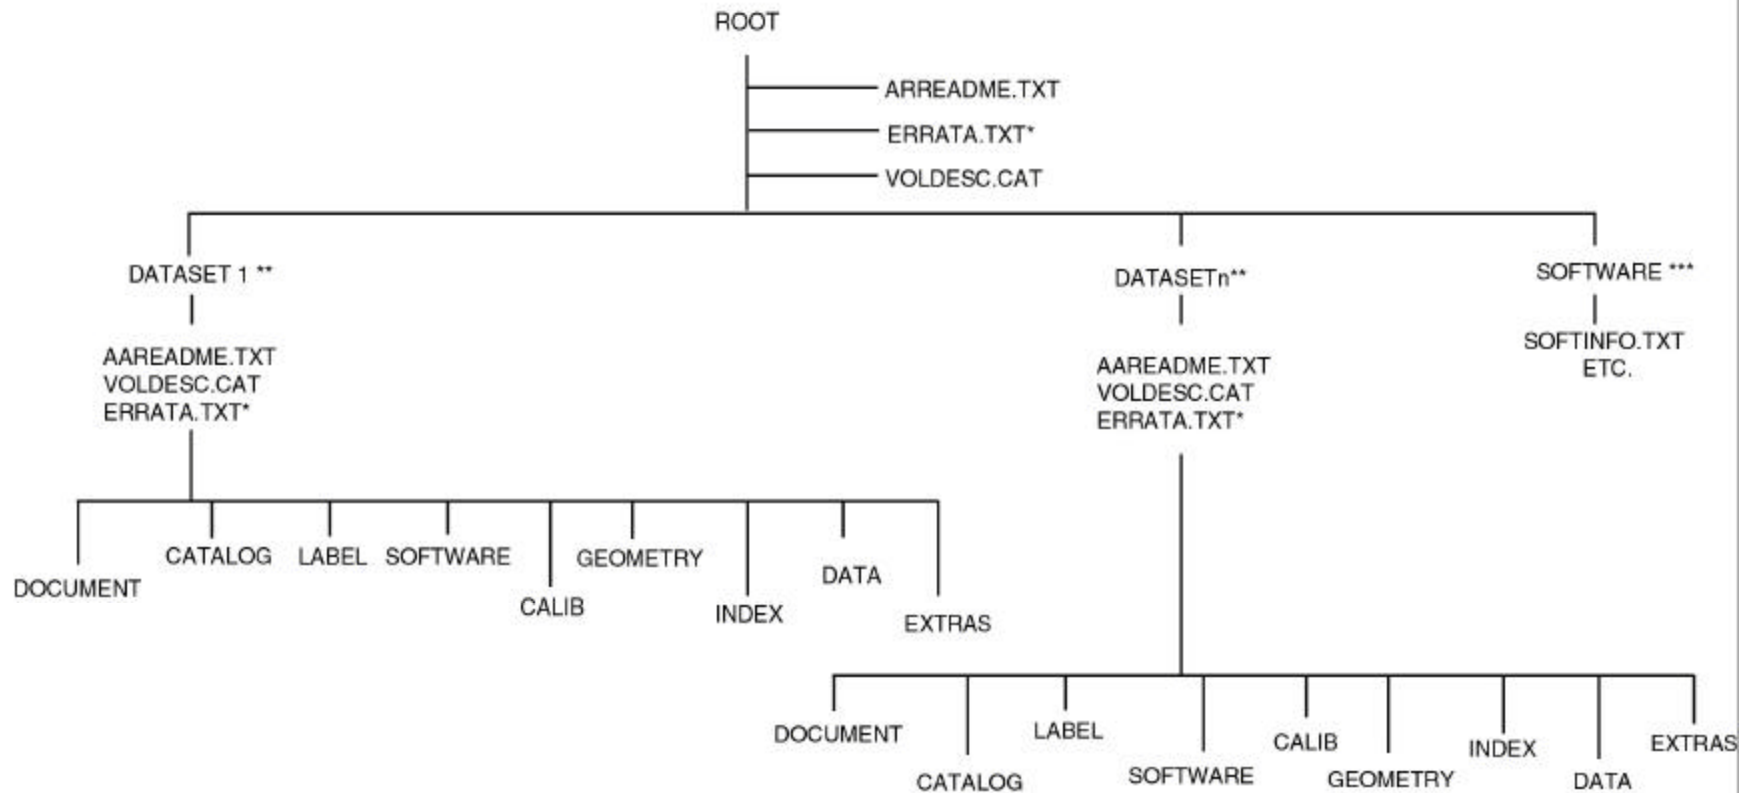 ROOT
ARREADME.TXT
ERRATA.TXT*
VOLDESC.CAT
DATASET 1 **
DATASETn**
SOFTWARE ***
AAREADME.TXT
VOLDESC.CAT
ERRATA.TXT*
AAREADME.TXT
VOLDESC.CAT
ERRATA.TXT*
SOFTINFO.TXT
ETC.
DOCUMENT
CATALOG
LABEL
SOFTWARE
CALIB
GEOMETRY
INDEX
DATA
EXTRAS
DOCUMENT
CATALOG
LABEL
SOFTWARE
CALIB
GEOMETRY
INDEX
DATA
EXTRAS